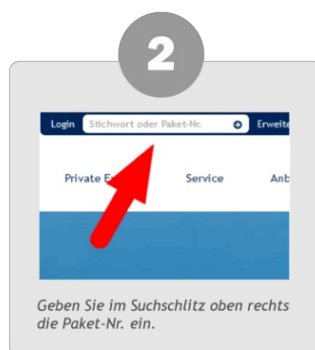 2
Login Stichwort oder Paket-Nr. Erweite
Private E Service Anb
Geben Sie im Suchschlitz oben rechts
die Paket-Nr. ein.